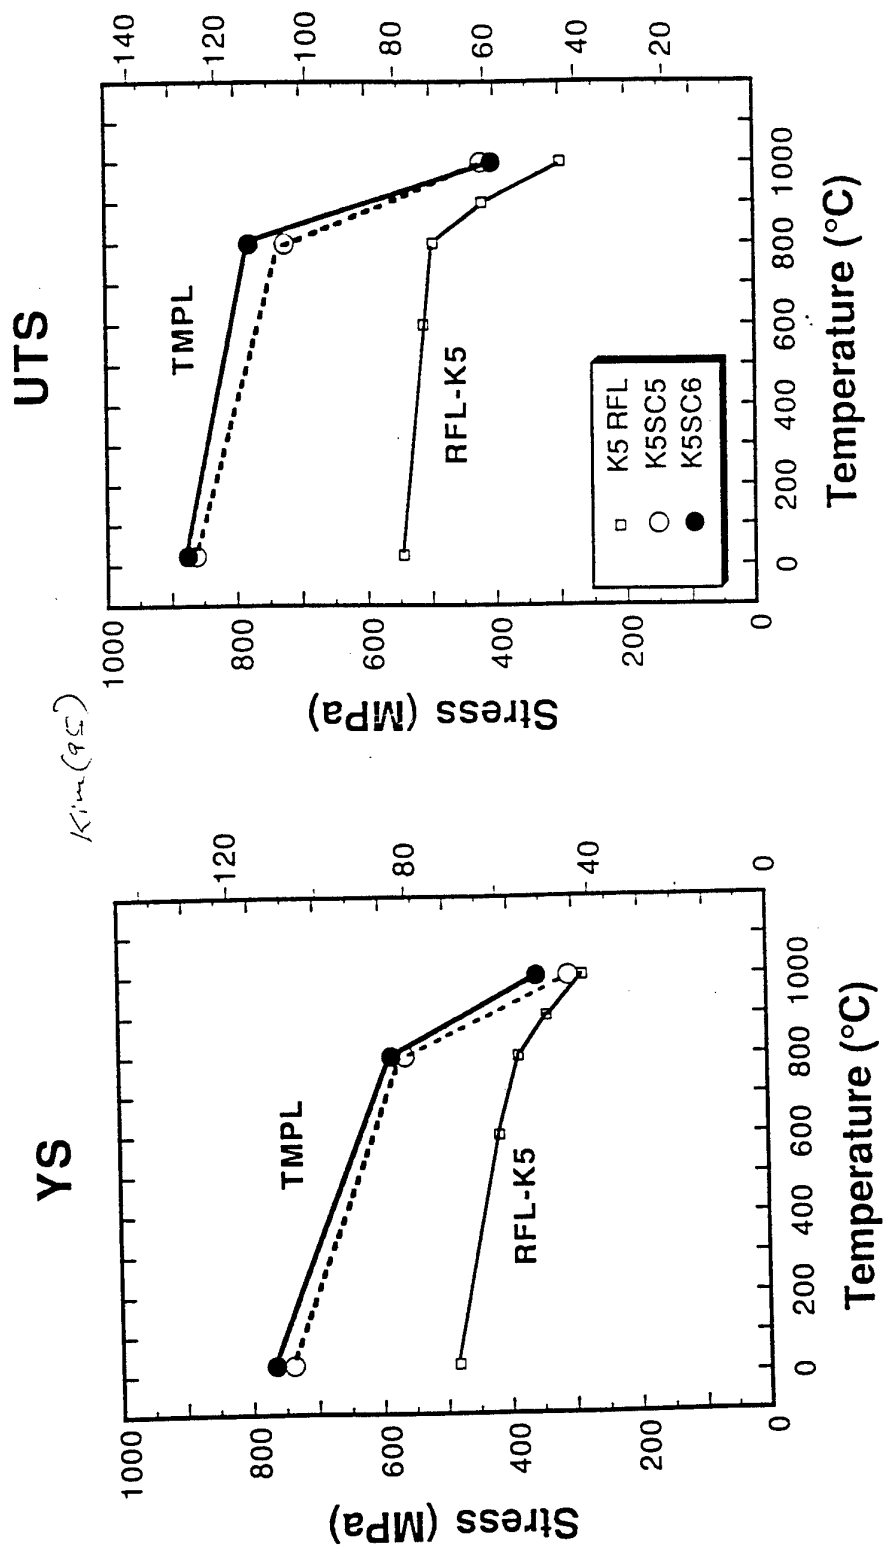 Kim(95)
YS
1000
800
600
400
200
0
Stress (MPa)
TMPL
RFL-K5
120
80
40
0
0 200 400 600 800 1000
Temperature (°C)
UTS
1000
800
600
400
200
0
Stress (MPa)
TMPL
RFL-K5
K5 RFL
K5SC5
K5SC6
140
120
100
80
60
40
20
0 200 400 600 800 1000
Temperature (°C)